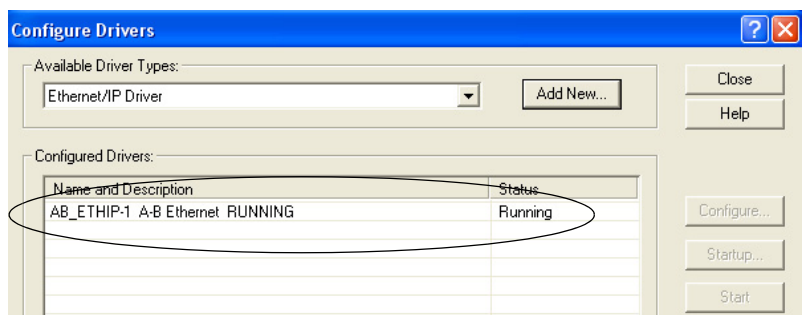 Configure Drivers
Available Driver Types:
Ethernet/IP Driver
Add New...
Close
Help
Configured Drivers:
Name and Description
Status
AB_ETHIP-1 A-B Ethernet RUNNING
Running
Configure...
Startup...
Start